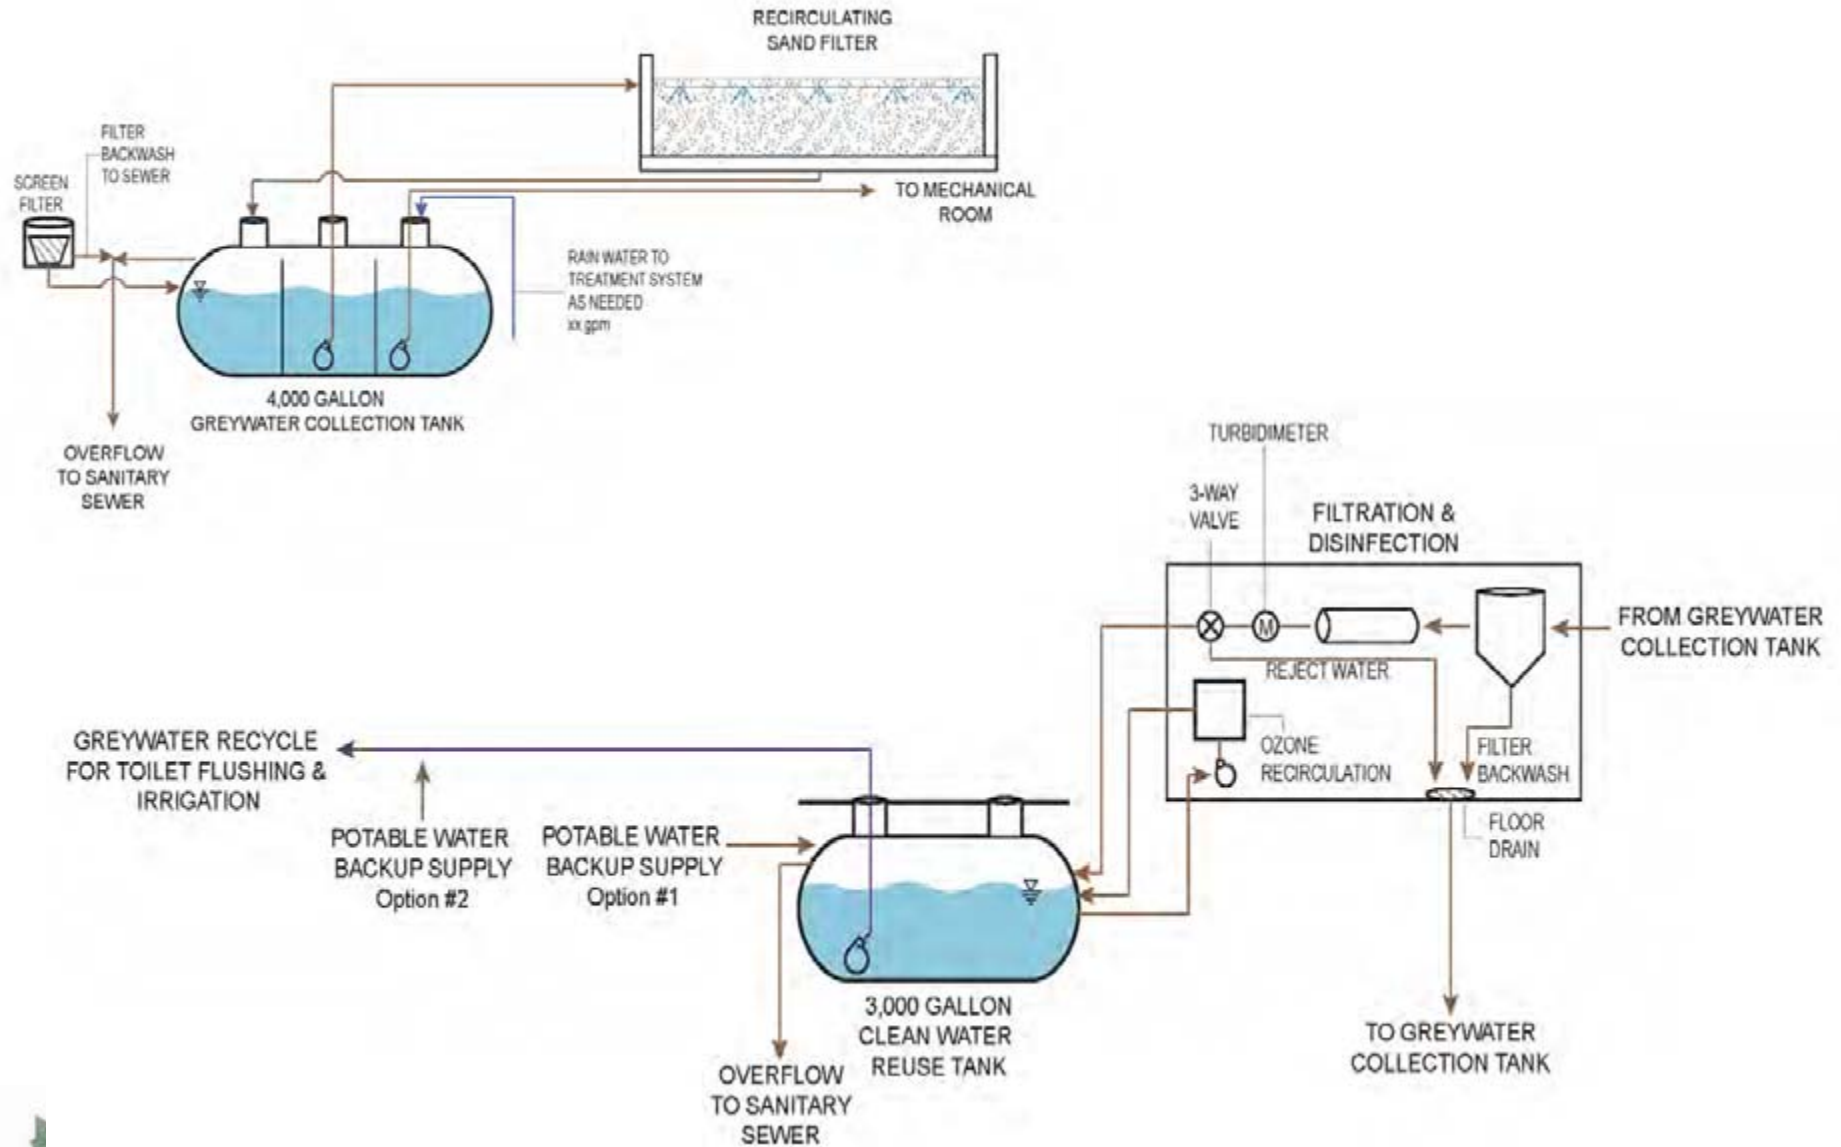 RECIRCULATING
SAND FILTER
FILTER
BACKWASH
TO SEWER
SCREEN
FILTER
TO MECHANICAL
ROOM
RAIN WATER TO
TREATMENT SYSTEM
AS NEEDED
xx gpm
4,000 GALLON
GREYWATER COLLECTION TANK
OVERFLOW
TO SANITARY
SEWER
TURBIDIMETER
3-WAY
VALVE
FILTRATION &
DISINFECTION
M
FROM GREYWATER
COLLECTION TANK
REJECT WATER
OZONE
RECIRCULATION
FILTER
BACKWASH
FLOOR
DRAIN
GREYWATER RECYCLE
FOR TOILET FLUSHING &
IRRIGATION
POTABLE WATER
BACKUP SUPPLY
Option #2
POTABLE WATER
BACKUP SUPPLY
Option #1
3,000 GALLON
CLEAN WATER
REUSE TANK
OVERFLOW
TO SANITARY
SEWER
TO GREYWATER
COLLECTION TANK